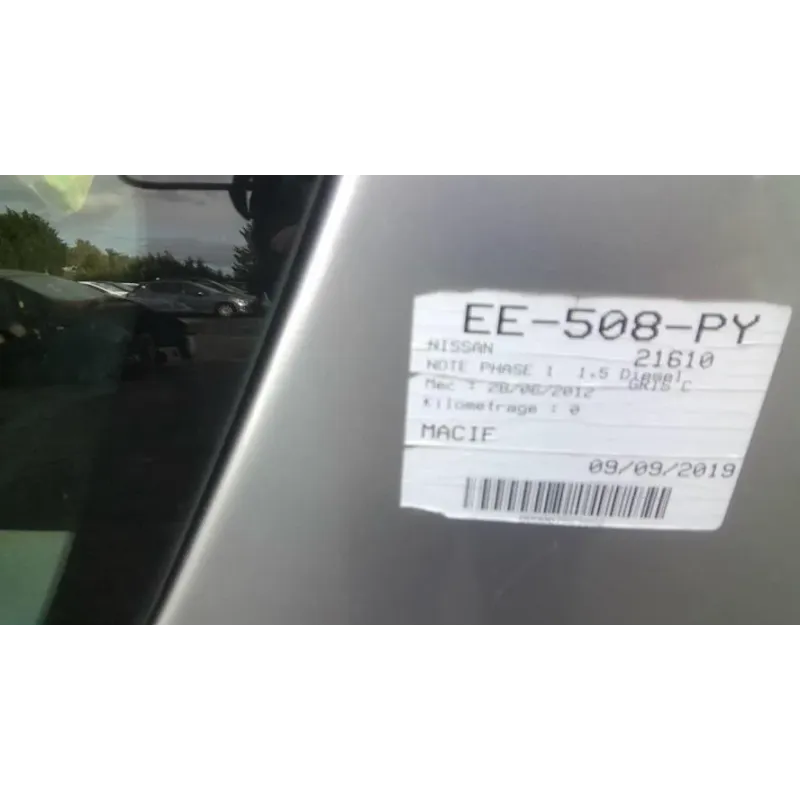 EE-508-PY
NISSAN 21610
NOTE PHASE 1 1.5 Diesel
Mec : 28/06/2012 GRIS C
Kilometrage : 0
MACIF
09/09/2019